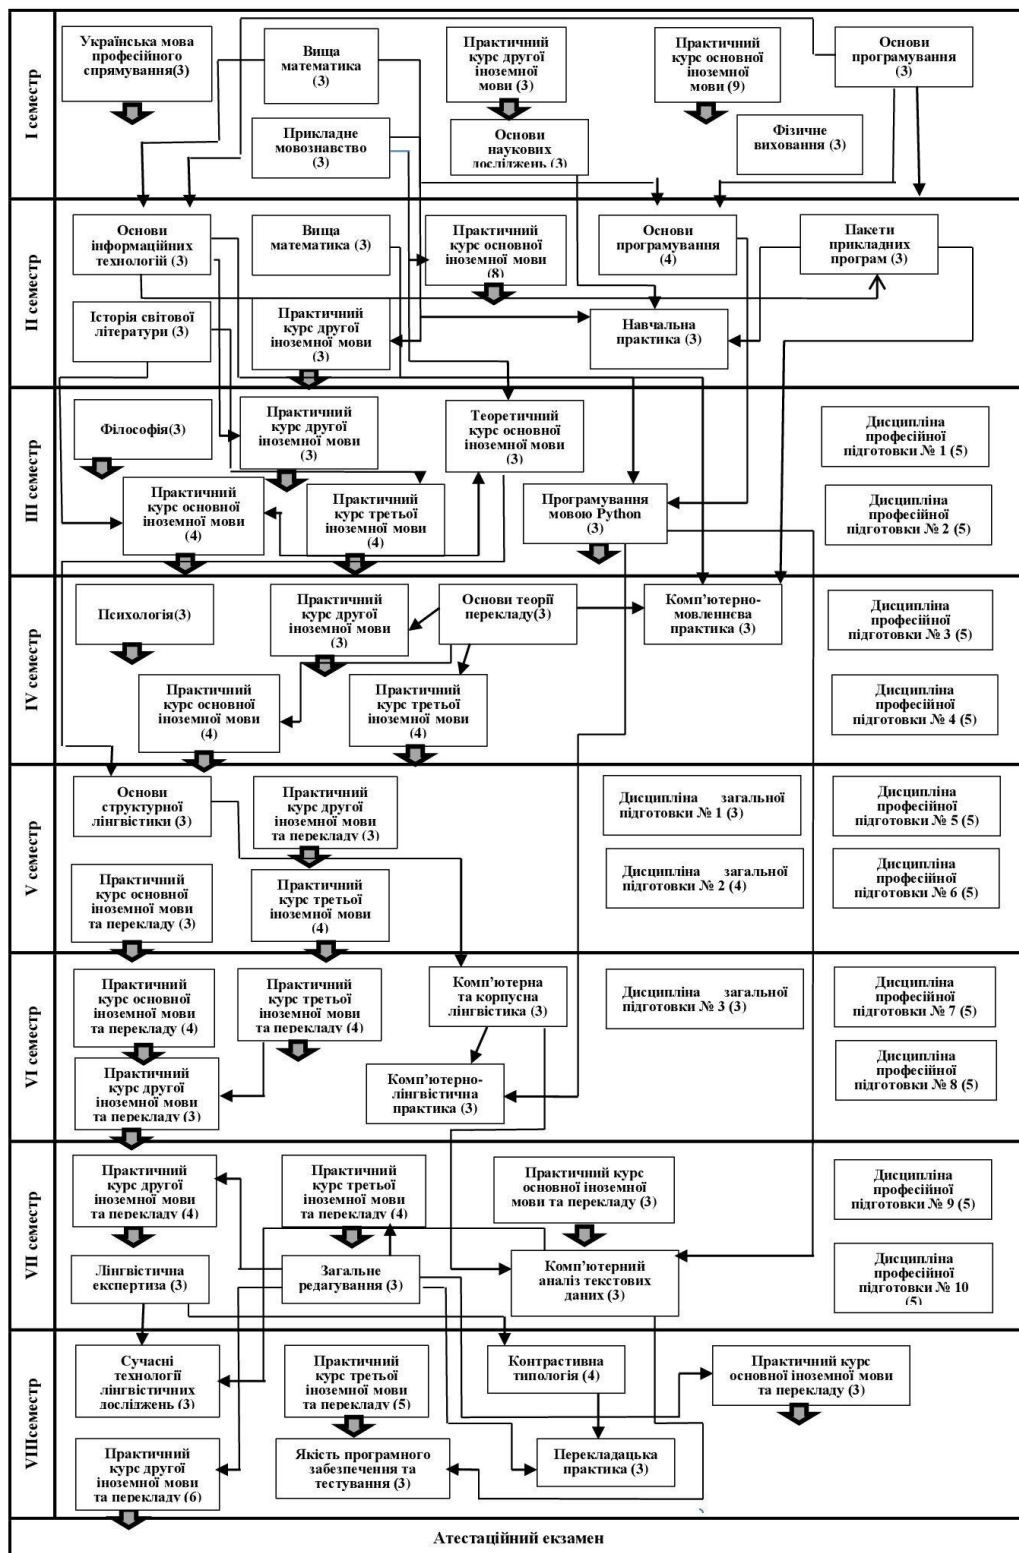 І семестр
Українська мова
професійного
спрямування(3)
Вища
математика
(3)
Практичний
курс другої
іноземної
мови (3)
Практичний
курс основної
іноземної
мови (9)
Основи
програмування
(3)
Прикладне
мовознавство
(3)
Основи
наукових
досліджень (3)
Фізичне
виховання (3)
ІІ семестр
Основи
інформаційних
технологій (3)
Вища
математика (3)
Практичний
курс основної
іноземної мови
(8)
Основи
програмування
(4)
Пакети
прикладних
програм (3)
Історія світової
літератури (3)
Практичний
курс другої
іноземної мови
(3)
Навчальна
практика (3)
ІІІ семестр
Філософія(3)
Практичний
курс другої
іноземної мови
(3)
Теоретичний
курс основної
іноземної мови
(3)
Дисципліна
професійної
підготовки № 1 (5)
Практичний
курс основної
іноземної мови
(4)
Практичний
курс третьої
іноземної мови
(4)
Програмування
мовою Python
(3)
Дисципліна
професійної
підготовки № 2 (5)
IV семестр
Психологія(3)
Практичний
курс другої
іноземної мови
(3)
Основи теорії
перекладу(3)
Комп’ютерно-
мовленнєва
практика (3)
Дисципліна
професійної
підготовки № 3 (5)
Практичний
курс основної
іноземної мови
(4)
Практичний
курс третьої
іноземної мови
(4)
Дисципліна
професійної
підготовки № 4 (5)
V семестр
Основи
структурної
лінгвістики (3)
Практичний
курс другої
іноземної мови
та перекладу (3)
Дисципліна загальної
підготовки № 1 (3)
Дисципліна
професійної
підготовки № 5 (5)
Практичний
курс основної
іноземної мови
та перекладу (3)
Практичний
курс третьої
іноземної мови
(4)
Дисципліна загальної
підготовки № 2 (4)
Дисципліна
професійної
підготовки № 6 (5)
VI семестр
Практичний
курс основної
іноземної мови
та перекладу (4)
Практичний
курс третьої
іноземної мови
та перекладу (4)
Комп’ютерна
та корпусна
лінгвістика (3)
Дисципліна загальної
підготовки № 3 (3)
Дисципліна
професійної
підготовки № 7 (5)
Практичний
курс другої
іноземної мови
та перекладу (3)
Комп’ютерно-
лінгвістична
практика (3)
Дисципліна
професійної
підготовки № 8 (5)
VII семестр
Практичний
курс другої
іноземної мови
та перекладу (4)
Практичний
курс третьої
іноземної мови
та перекладу (4)
Практичний курс
основної іноземної
мови та перекладу (3)
Дисципліна
професійної
підготовки № 9 (5)
Лінгвістична
експертиза (3)
Загальне
редагування (3)
Комп’ютерний
аналіз текстових
даних (3)
Дисципліна
професійної
підготовки № 10
(5)
VIIIсеместр
Сучасні
технології
лінгвістичних
досліджень (3)
Практичний
курс третьої
іноземної мови
та перекладу (5)
Контрастивна
типологія (4)
Практичний курс
основної іноземної мови
та перекладу (3)
Практичний
курс другої
іноземної мови
та перекладу (6)
Якість програмного
забезпечення та
тестування (3)
Перекладацька
практика (3)
Атестаційний екзамен